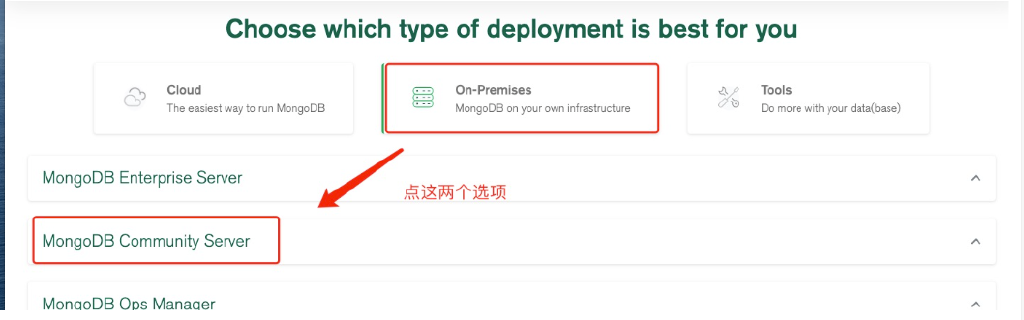 Choose which type of deployment is best for you
Cloud
The easiest way to run MongoDB
On-Premises
MongoDB on your own infrastructure
Tools
Do more with your data(base)
MongoDB Enterprise Server
点这两个选项
MongoDB Community Server
MongoDB Ops Manager